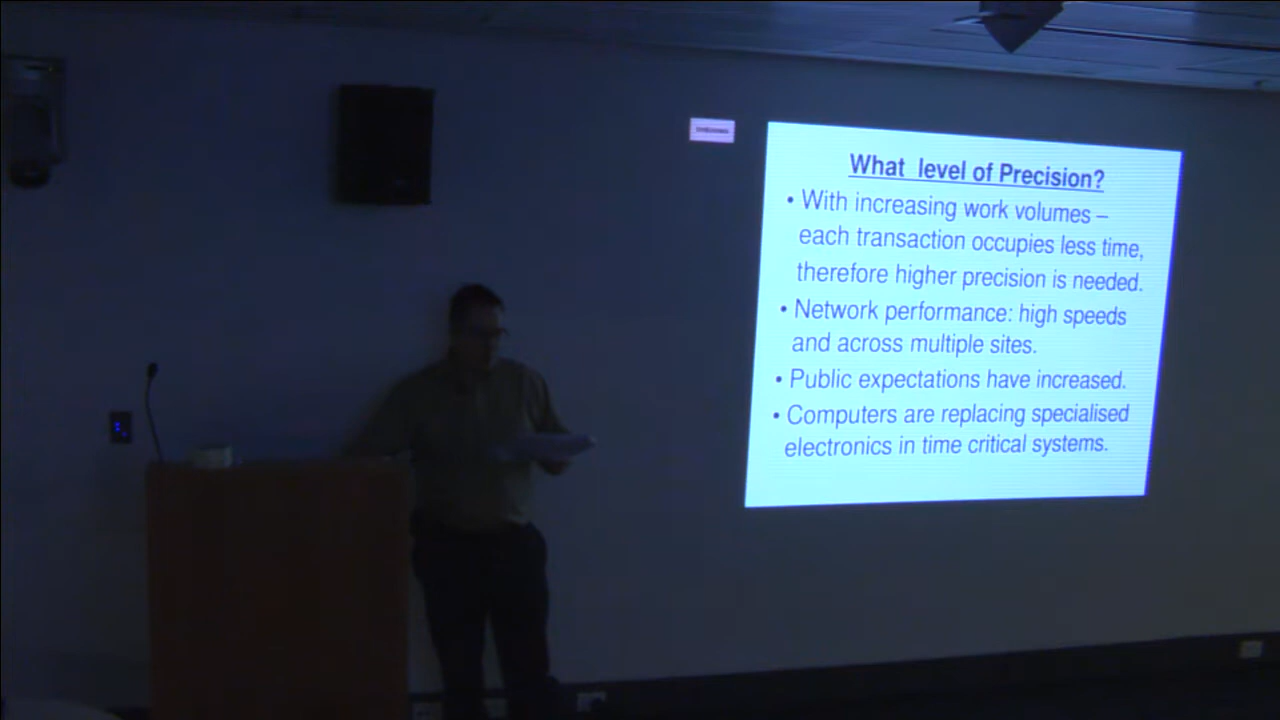 What level of Precision?
• With increasing work volumes –
each transaction occupies less time,
therefore higher precision is needed.
• Network performance: high speeds
and across multiple sites.
• Public expectations have increased.
• Computers are replacing specialised
electronics in time critical systems.